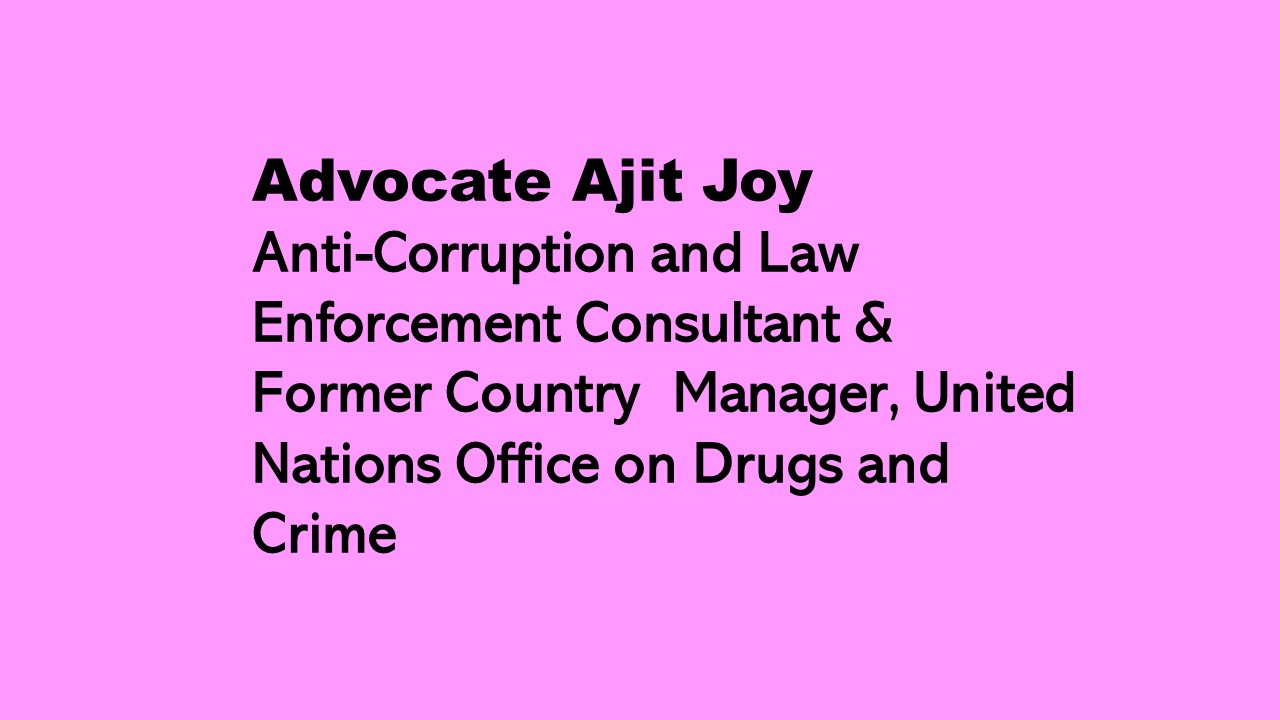 Advocate Ajit Joy
Anti-Corruption and Law
Enforcement Consultant &
Former Country  Manager, United
Nations Office on Drugs and
Crime